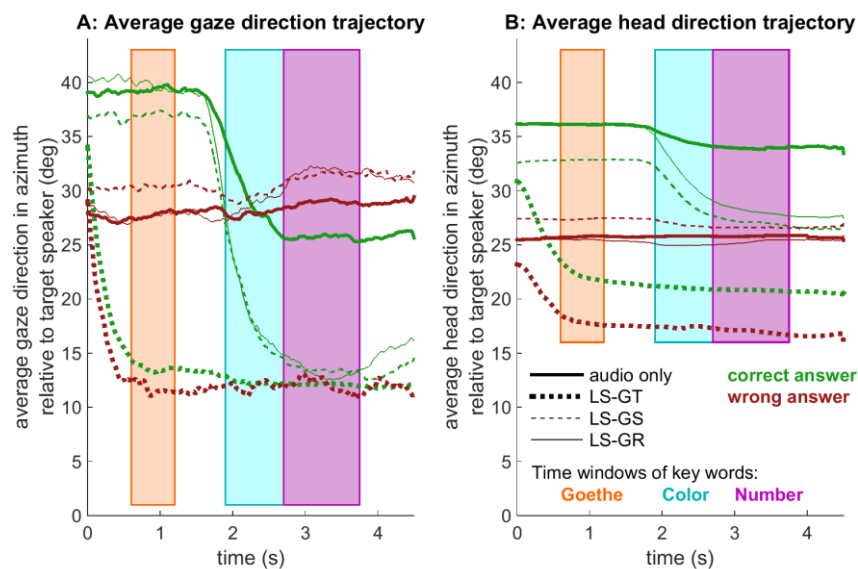 A: Average gaze direction trajectory
average gaze direction in azimuth
relative to target speaker (deg)
40
35
30
25
20
15
10
5
0
0
1
2
3
4
time (s)
B: Average head direction trajectory
average head direction in azimuth
relative to target speaker (deg)
40
35
30
25
20
15
10
5
0
audio only
correct answer
LS-GT
wrong answer
LS-GS
LS-GR
Time windows of key words:
Goethe Color Number
0
1
2
3
4
time (s)